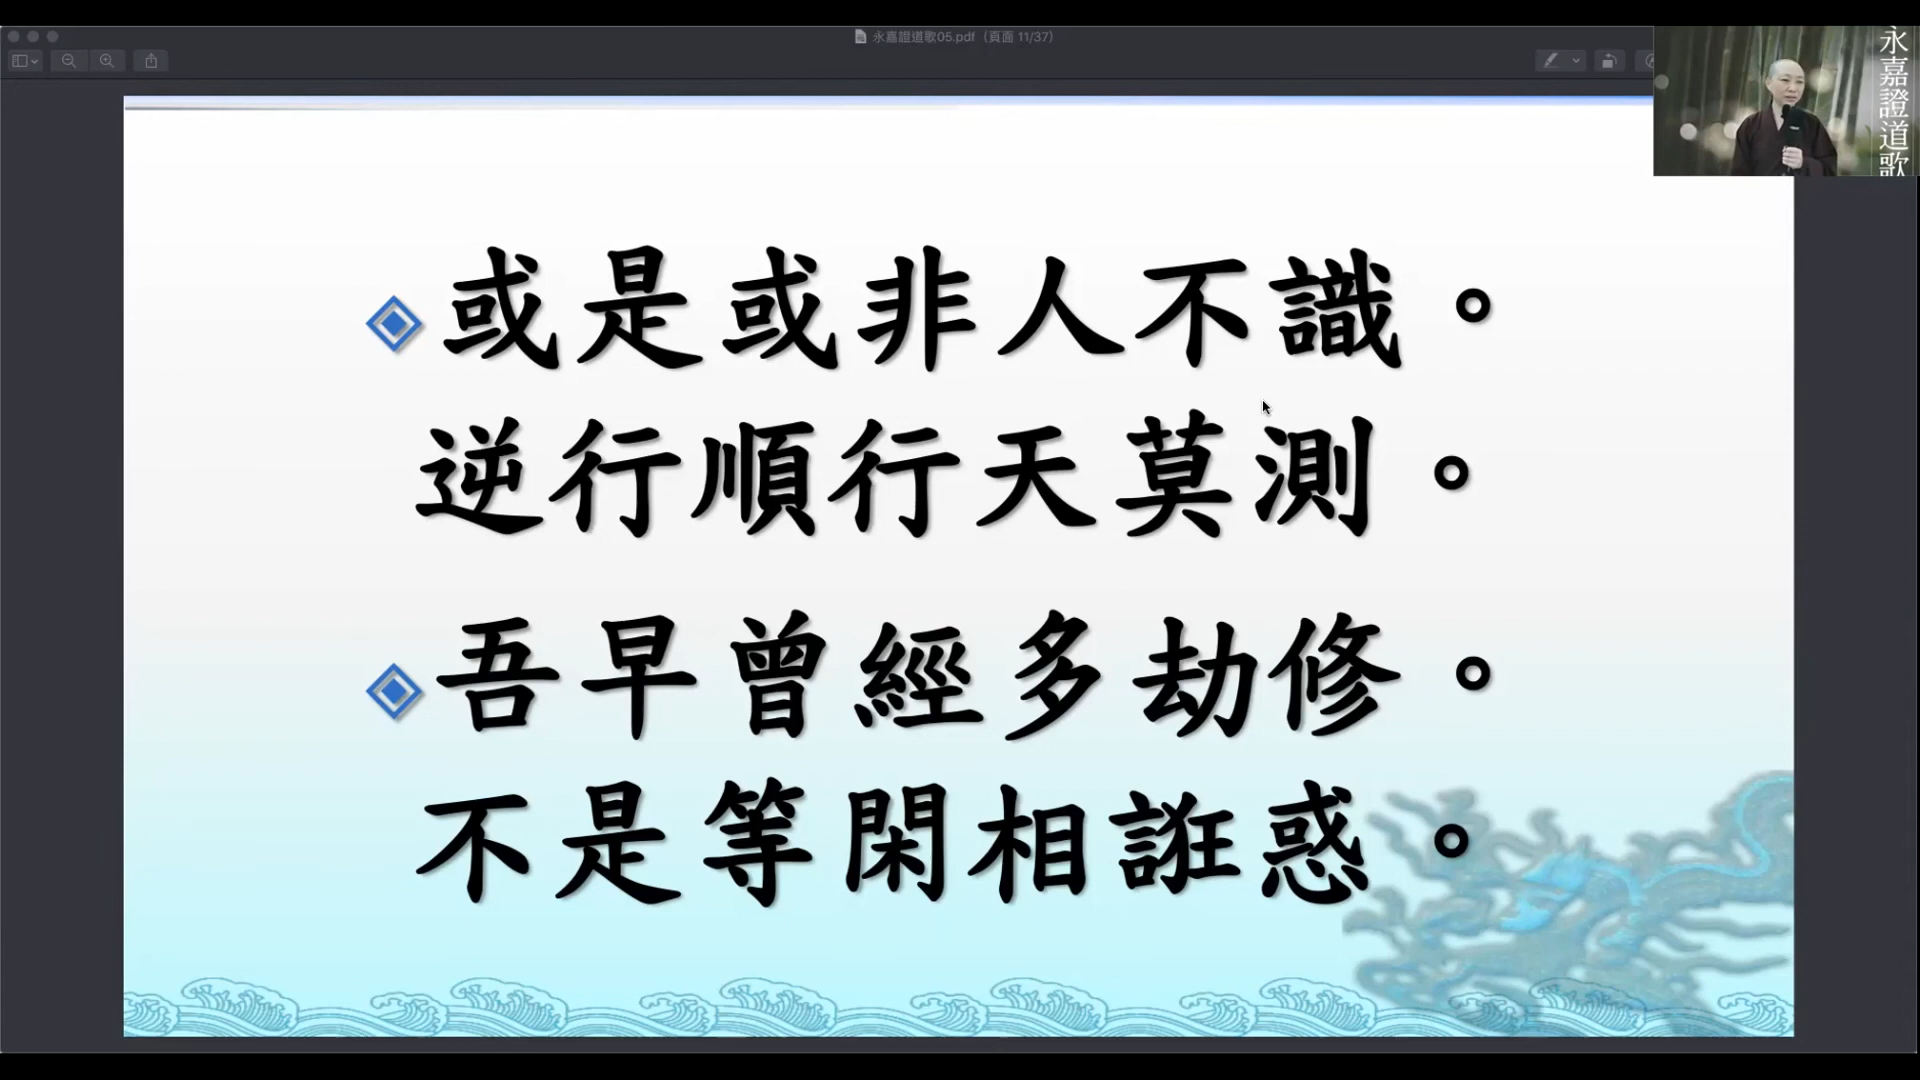 永嘉證道歌05.pdf（頁面 11/37）
永嘉證道歌
或是或非人不識。
逆行順行天莫測。
吾早曾經多劫修。
不是等閑相誑惑。